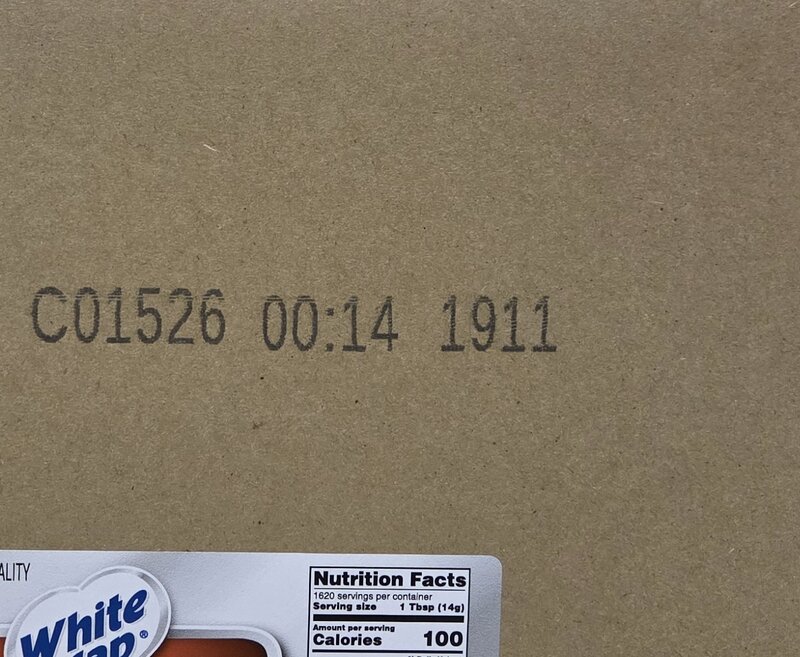 C01526 00:14 1911
ALITY
White
Nutrition Facts
1620 servings per container
Serving size 1 Tbsp (14g)
Amount per serving
Calories 100